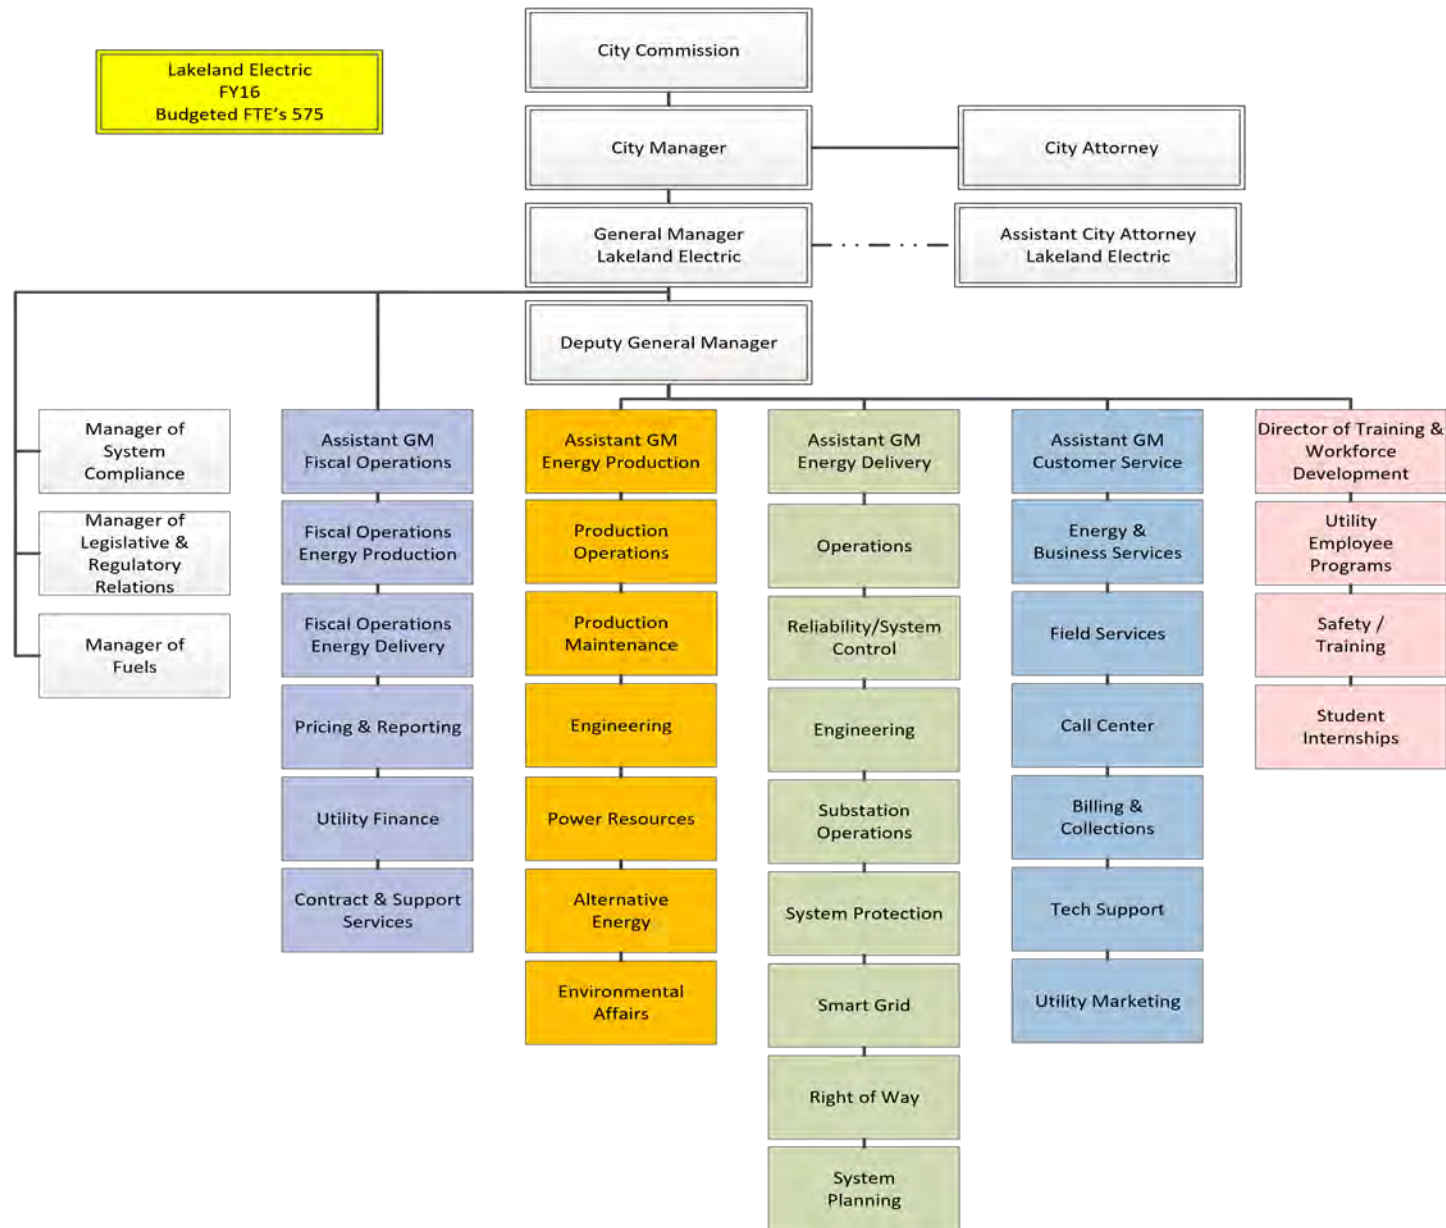 Lakeland Electric
FY16
Budgeted FTE's 575
City Commission
City Manager
City Attorney
General Manager
Lakeland Electric
Assistant City Attorney
Lakeland Electric
Deputy General Manager
Manager of
System
Compliance
Manager of
Legislative &
Regulatory
Relations
Manager of
Fuels
Assistant GM
Fiscal Operations
Fiscal Operations
Energy Production
Fiscal Operations
Energy Delivery
Pricing & Reporting
Utility Finance
Contract & Support
Services
Assistant GM
Energy Production
Production
Operations
Production
Maintenance
Engineering
Power Resources
Alternative
Energy
Environmental
Affairs
Assistant GM
Energy Delivery
Operations
Reliability/System
Control
Engineering
Substation
Operations
System Protection
Smart Grid
Right of Way
System
Planning
Assistant GM
Customer Service
Energy &
Business Services
Field Services
Call Center
Billing &
Collections
Tech Support
Utility Marketing
Director of Training &
Workforce
Development
Utility
Employee
Programs
Safety /
Training
Student
Internships